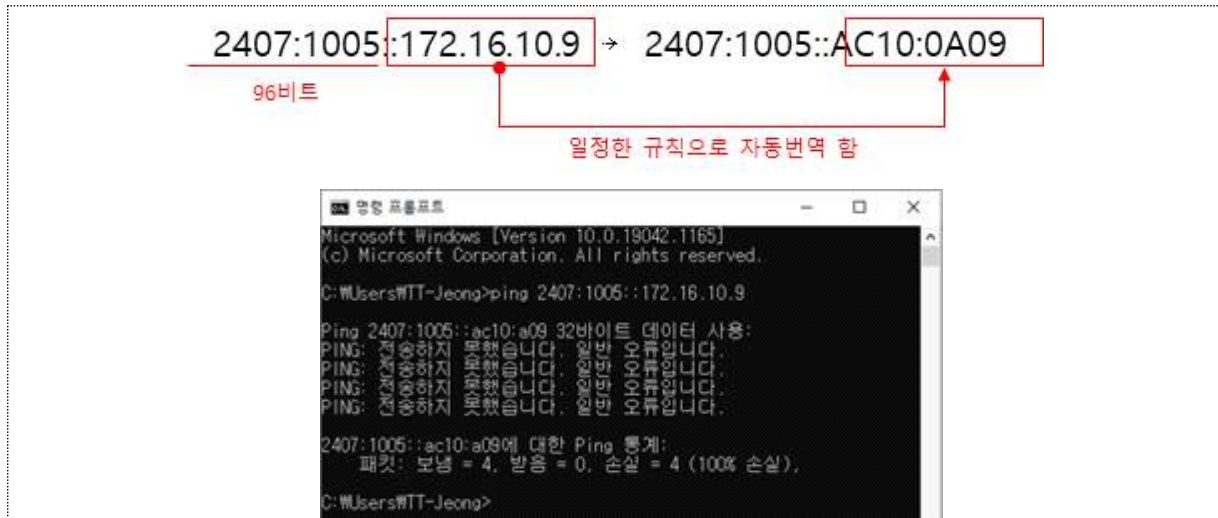 2407:1005::172.16.10.9 → 2407:1005::AC10:0A09
96비트
일정한 규칙으로 자동번역 함
명령 프롬프트
Microsoft Windows [Version 10.0.19042.1165]
(c) Microsoft Corporation. All rights reserved.
C:₩Users₩TT-Jeong>ping 2407:1005::172.16.10.9
Ping 2407:1005::ac10:a09 32바이트 데이터 사용:
PING: 전송하지 못했습니다. 일반 오류입니다.
PING: 전송하지 못했습니다. 일반 오류입니다.
PING: 전송하지 못했습니다. 일반 오류입니다.
PING: 전송하지 못했습니다. 일반 오류입니다.
2407:1005::ac10:a09에 대한 Ping 통계:
패킷: 보냄 = 4, 받음 = 0, 손실 = 4 (100% 손실),
C:₩Users₩TT-Jeong>